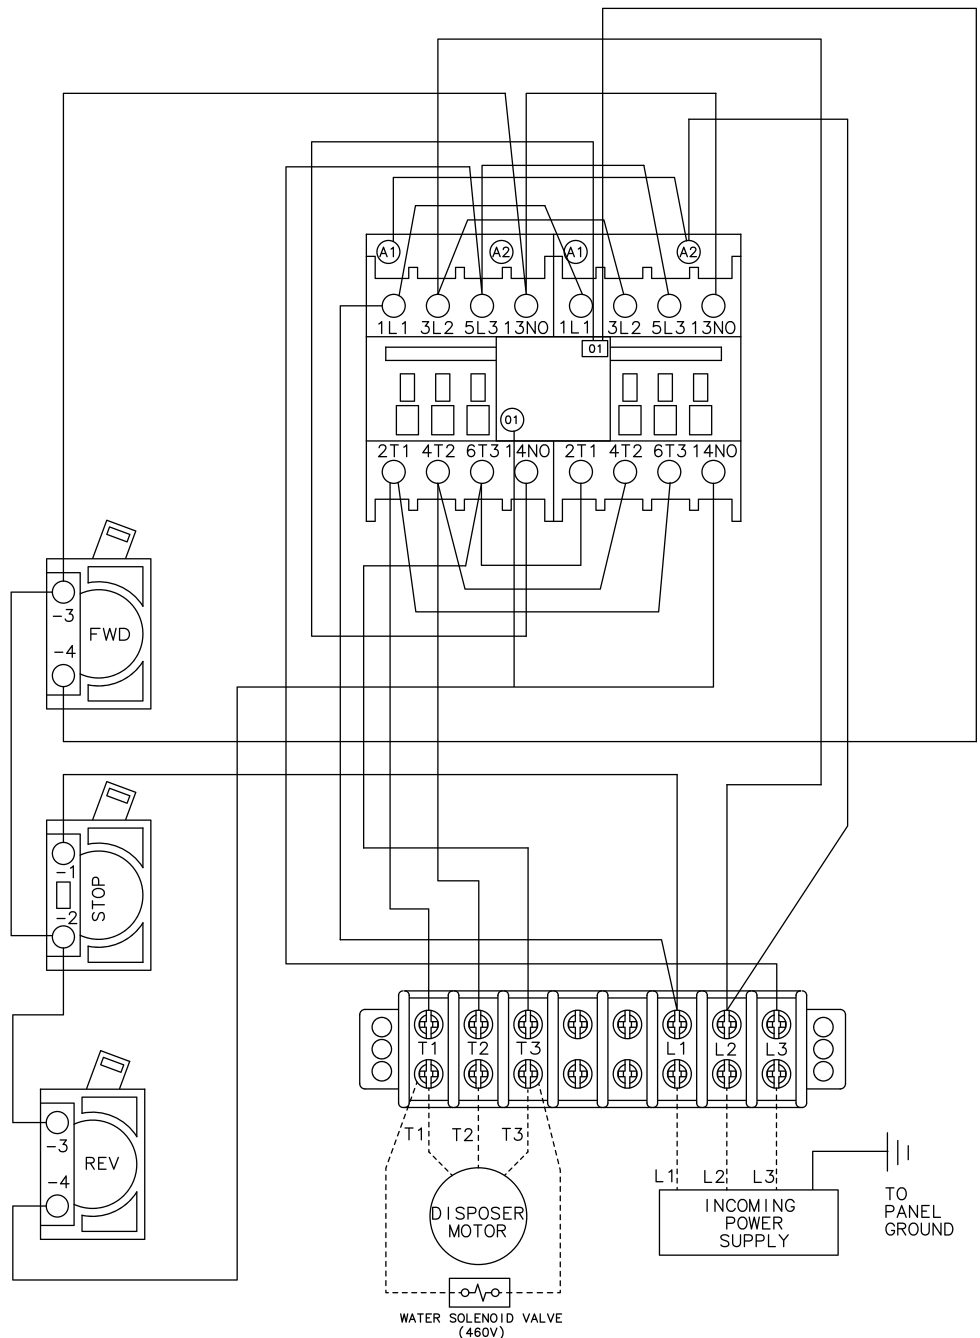 A1 A2 A1 A2
1L1 3L2 5L3 13NO 1L1 3L2 5L3 13NO
01
01
2T1 4T2 6T3 14NO 2T1 4T2 6T3 14NO
-3
FWD
-4
-1
STOP
-2
T1 T2 T3 L1 L2 L3
-3
REV
-4
T1 T2 T3
L1 L2 L3
DISPOSER
MOTOR
INCOMING
POWER
SUPPLY
TO
PANEL
GROUND
WATER SOLENOID VALVE
(460V)